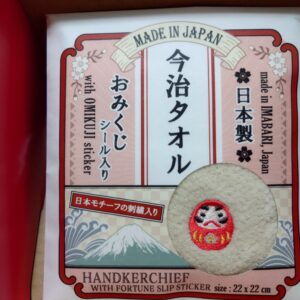 MADE IN JAPAN
今治タオル
日本製
made in IMABARI, Japan
おみくじ
シール入り
with OMIKUJI sticker
日本モチーフの刺繍入り
HANDKERCHIEF
WITH FORTUNE SLIP STICKER size : 22 x 22 cm